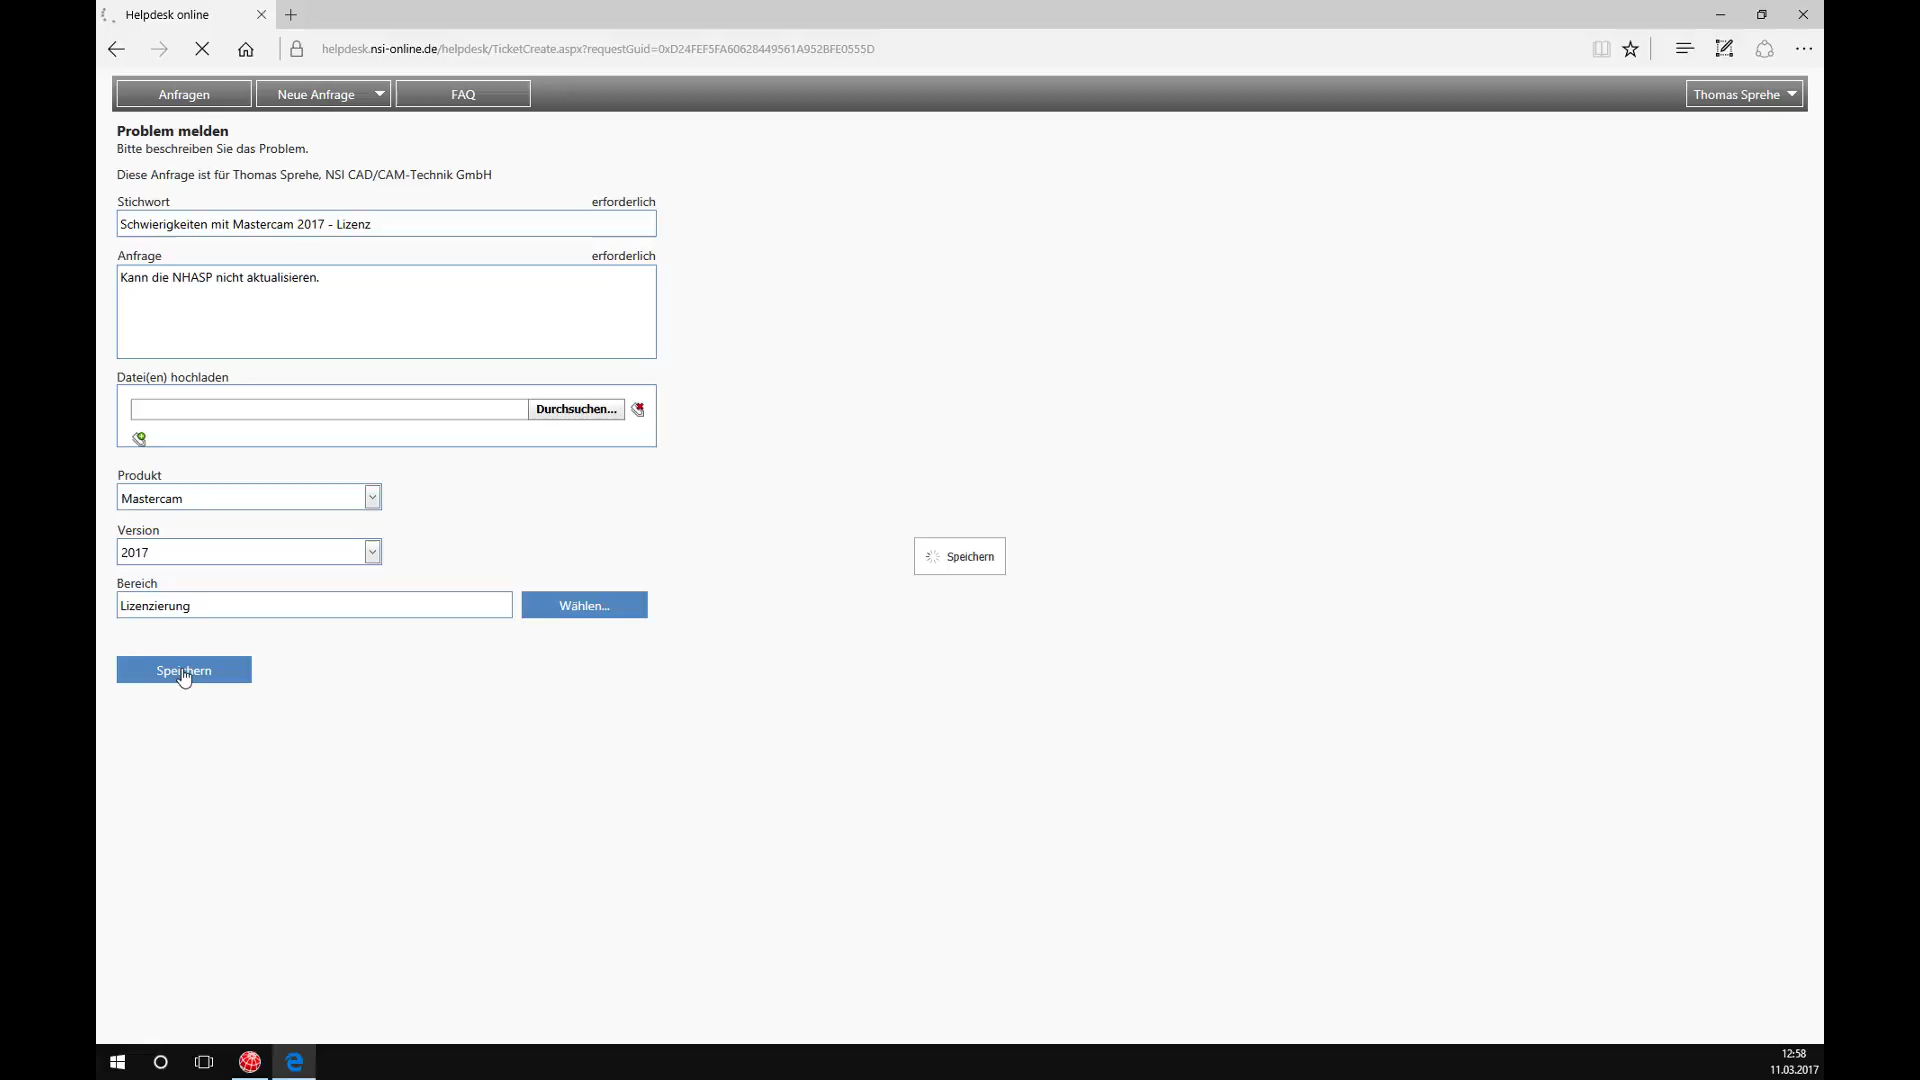 Helpdesk online
helpdesk.nsi-online.de/helpdesk/TicketCreate.aspx?requestGuid=0xD24FEF5FA60628449561A952BFE0555D
Anfragen Neue Anfrage FAQ Thomas Sprehe
Problem melden
Bitte beschreiben Sie das Problem.
Diese Anfrage ist für Thomas Sprehe, NSI CAD/CAM-Technik GmbH
Stichwort erforderlich
Schwierigkeiten mit Mastercam 2017 - Lizenz
Anfrage erforderlich
Kann die NHASP nicht aktualisieren.
Datei(en) hochladen
Durchsuchen...
Produkt
Mastercam
Version
2017
Speichern
Bereich
Lizenzierung Wählen...
Speichern
12:58
11.03.2017